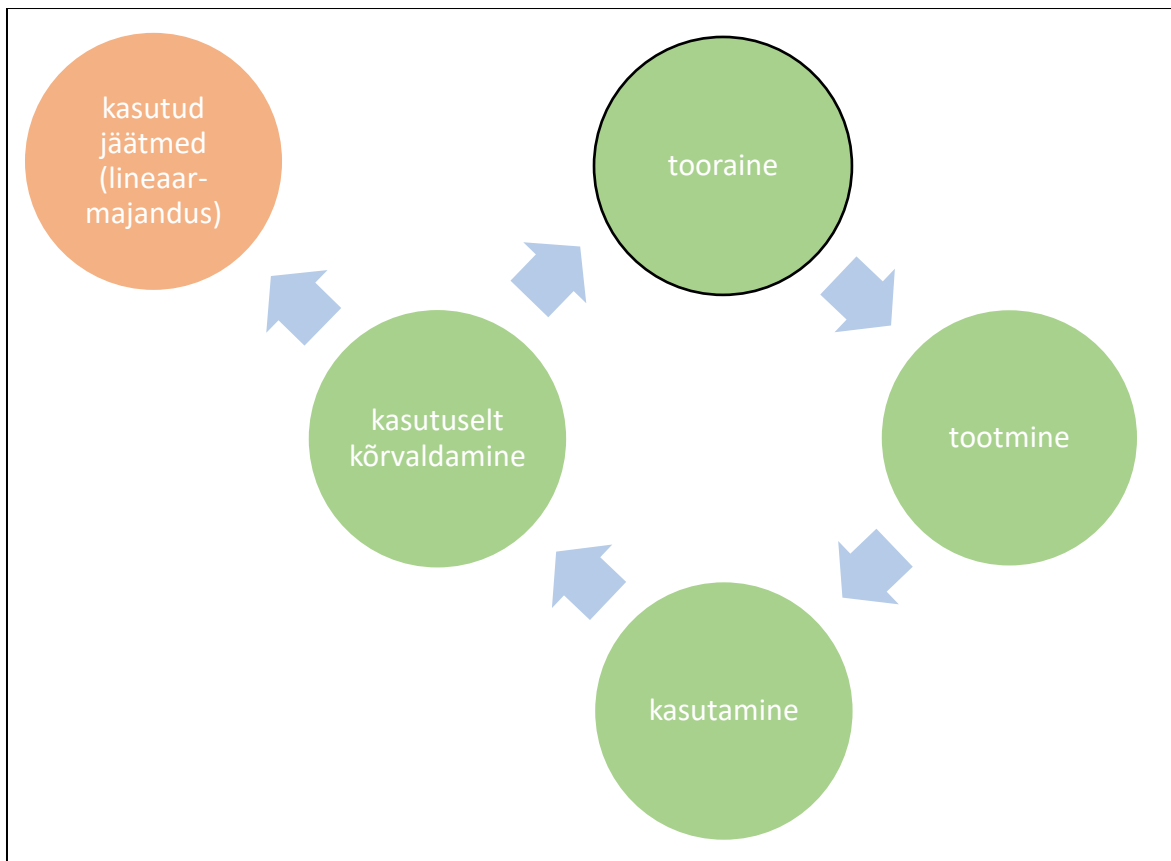 kasutud
jäätmed
(lineaar-
majandus)
tooraine
kasutuselt
kõrvaldamine
tootmine
kasutamine